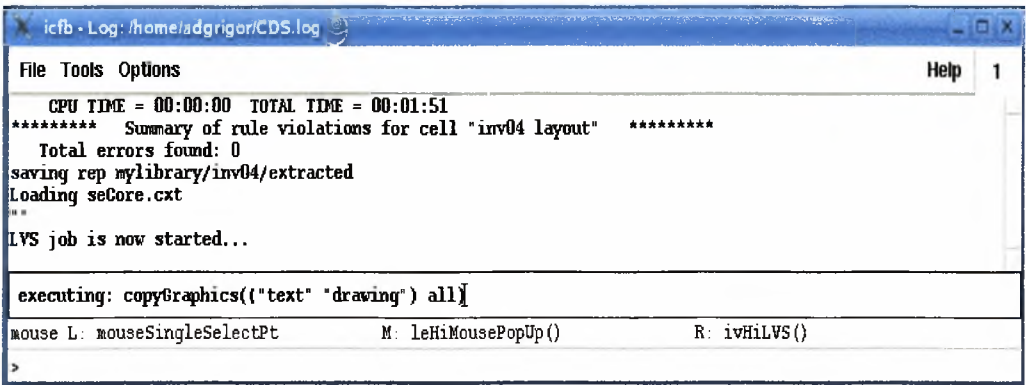 icfb - Log: /home/adgrigor/CDS.log
File Tools Options Help 1
CPU TIME = 00:00:00 TOTAL TIME = 00:01:51
********* Summary of rule violations for cell "inv04 layout" *********
Total errors found: 0
saving rep mylibrary/inv04/extracted
Loading seCore.cxt
""
LVS job is now started...
executing: copyGraphics(("text" "drawing") all)
mouse L: mouseSingleSelectPt M: leHiMousePopUp() R: ivHiLVS()
>